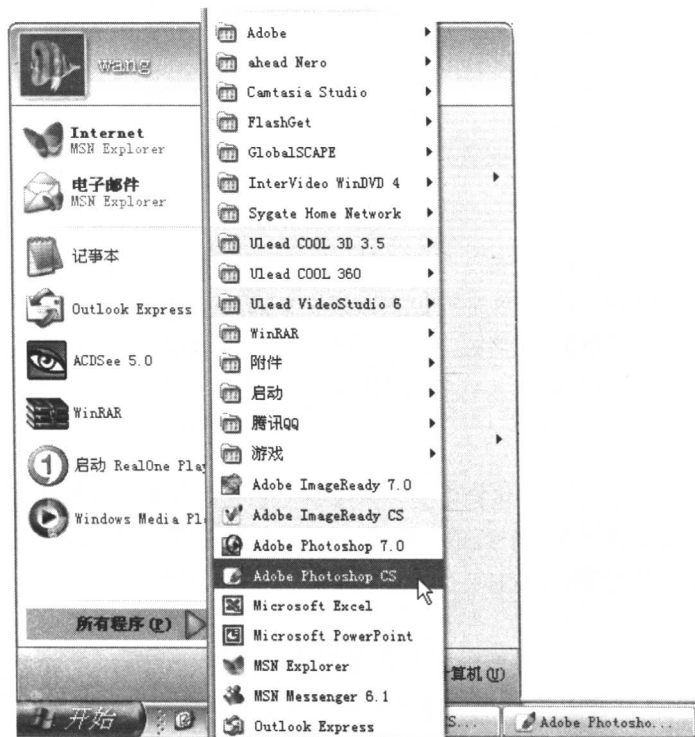 wang
Internet
MSN Explorer
电子邮件
MSN Explorer
记事本
Outlook Express
ACDSee 5.0
WinRAR
启动 RealOne Pla
Windows Media Pl
所有程序(P)
Adobe
ahead Nero
Camtasia Studio
FlashGet
GlobalSCAPE
InterVideo WinDVD 4
Sygate Home Network
Ulead COOL 3D 3.5
Ulead COOL 360
Ulead VideoStudio 6
WinRAR
附件
启动
腾讯QQ
游戏
Adobe ImageReady 7.0
Adobe ImageReady CS
Adobe Photoshop 7.0
Adobe Photoshop CS
Microsoft Excel
Microsoft PowerPoint
MSN Explorer
MSN Messenger 6.1
Outlook Express
计算机(U)
开始
S...
Adobe Photosho...